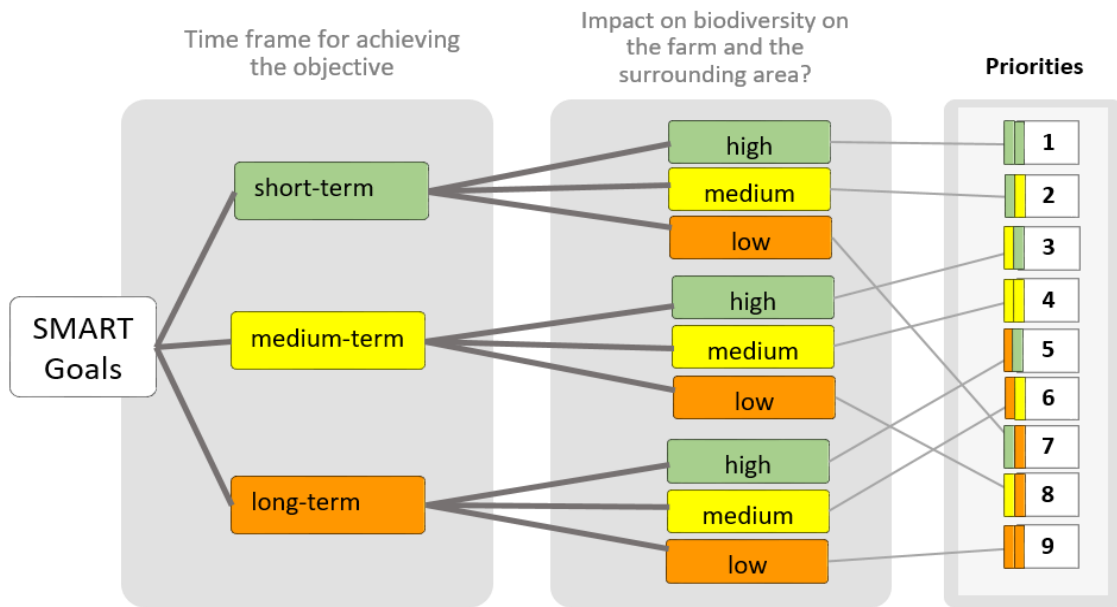 Time frame for achieving
the objective
Impact on biodiversity on
the farm and the
surrounding area?
Priorities
SMART
Goals
short-term
medium-term
long-term
high
medium
low
high
medium
low
high
medium
low
1
2
3
4
5
6
7
8
9